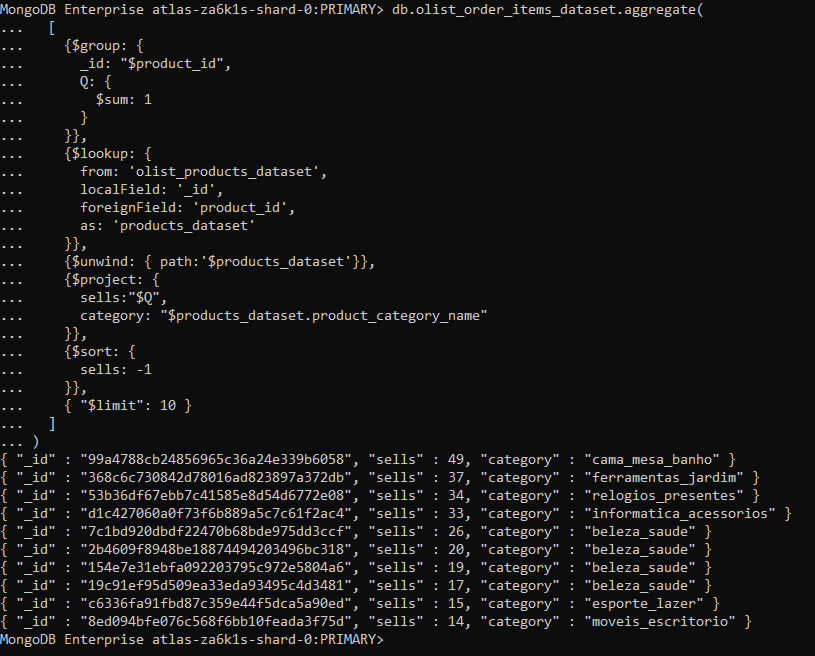 MongoDB Enterprise atlas-za6k1s-shard-0:PRIMARY> db.olist_order_items_dataset.aggregate(
...   [
...     {$group: {
...       _id: "$product_id",
...       Q: {
...         $sum: 1
...       }
...     }},
...     {$lookup: {
...       from: 'olist_products_dataset',
...       localField: '_id',
...       foreignField: 'product_id',
...       as: 'products_dataset'
...     }},
...     {$unwind: { path:'$products_dataset'}},
...     {$project: {
...       sells:"$Q",
...       category: "$products_dataset.product_category_name"
...     }},
...     {$sort: {
...       sells: -1
...     }},
...     { "$limit": 10 }
...   ]
... )
{ "_id" : "99a4788cb24856965c36a24e339b6058", "sells" : 49, "category" : "cama_mesa_banho" }
{ "_id" : "368c6c730842d78016ad823897a372db", "sells" : 37, "category" : "ferramentas_jardim" }
{ "_id" : "53b36df67ebb7c41585e8d54d6772e08", "sells" : 34, "category" : "relogios_presentes" }
{ "_id" : "d1c427060a0f73f6b889a5c7c61f2ac4", "sells" : 33, "category" : "informatica_acessorios" }
{ "_id" : "7c1bd920dbdf22470b68bde975dd3ccf", "sells" : 26, "category" : "beleza_saude" }
{ "_id" : "2b4609f8948be18874494203496bc318", "sells" : 20, "category" : "beleza_saude" }
{ "_id" : "154e7e31ebfa092203795c972e5804a6", "sells" : 19, "category" : "beleza_saude" }
{ "_id" : "19c91ef95d509ea33eda93495c4d3481", "sells" : 17, "category" : "beleza_saude" }
{ "_id" : "c6336fa91fbd87c359e44f5dca5a90ed", "sells" : 15, "category" : "esporte_lazer" }
{ "_id" : "8ed094bfe076c568f6bb10feada3f75d", "sells" : 14, "category" : "moveis_escritorio" }
MongoDB Enterprise atlas-za6k1s-shard-0:PRIMARY>